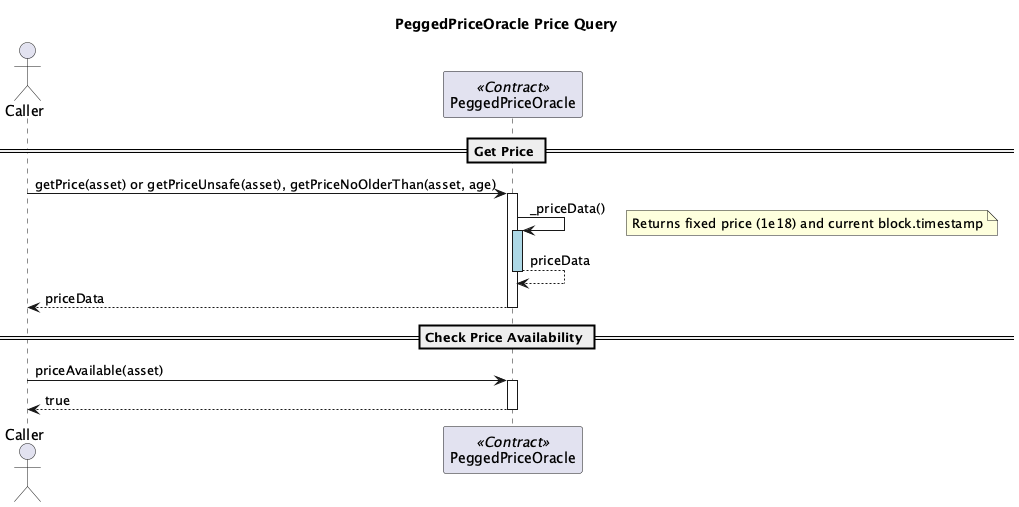 PeggedPriceOracle Price Query
Caller
«Contract»
PeggedPriceOracle
Get Price
getPrice(asset) or getPriceUnsafe(asset), getPriceNoOlderThan(asset, age)
_priceData()
Returns fixed price (1e18) and current block.timestamp
priceData
priceData
Check Price Availability
priceAvailable(asset)
true
Caller
«Contract»
PeggedPriceOracle